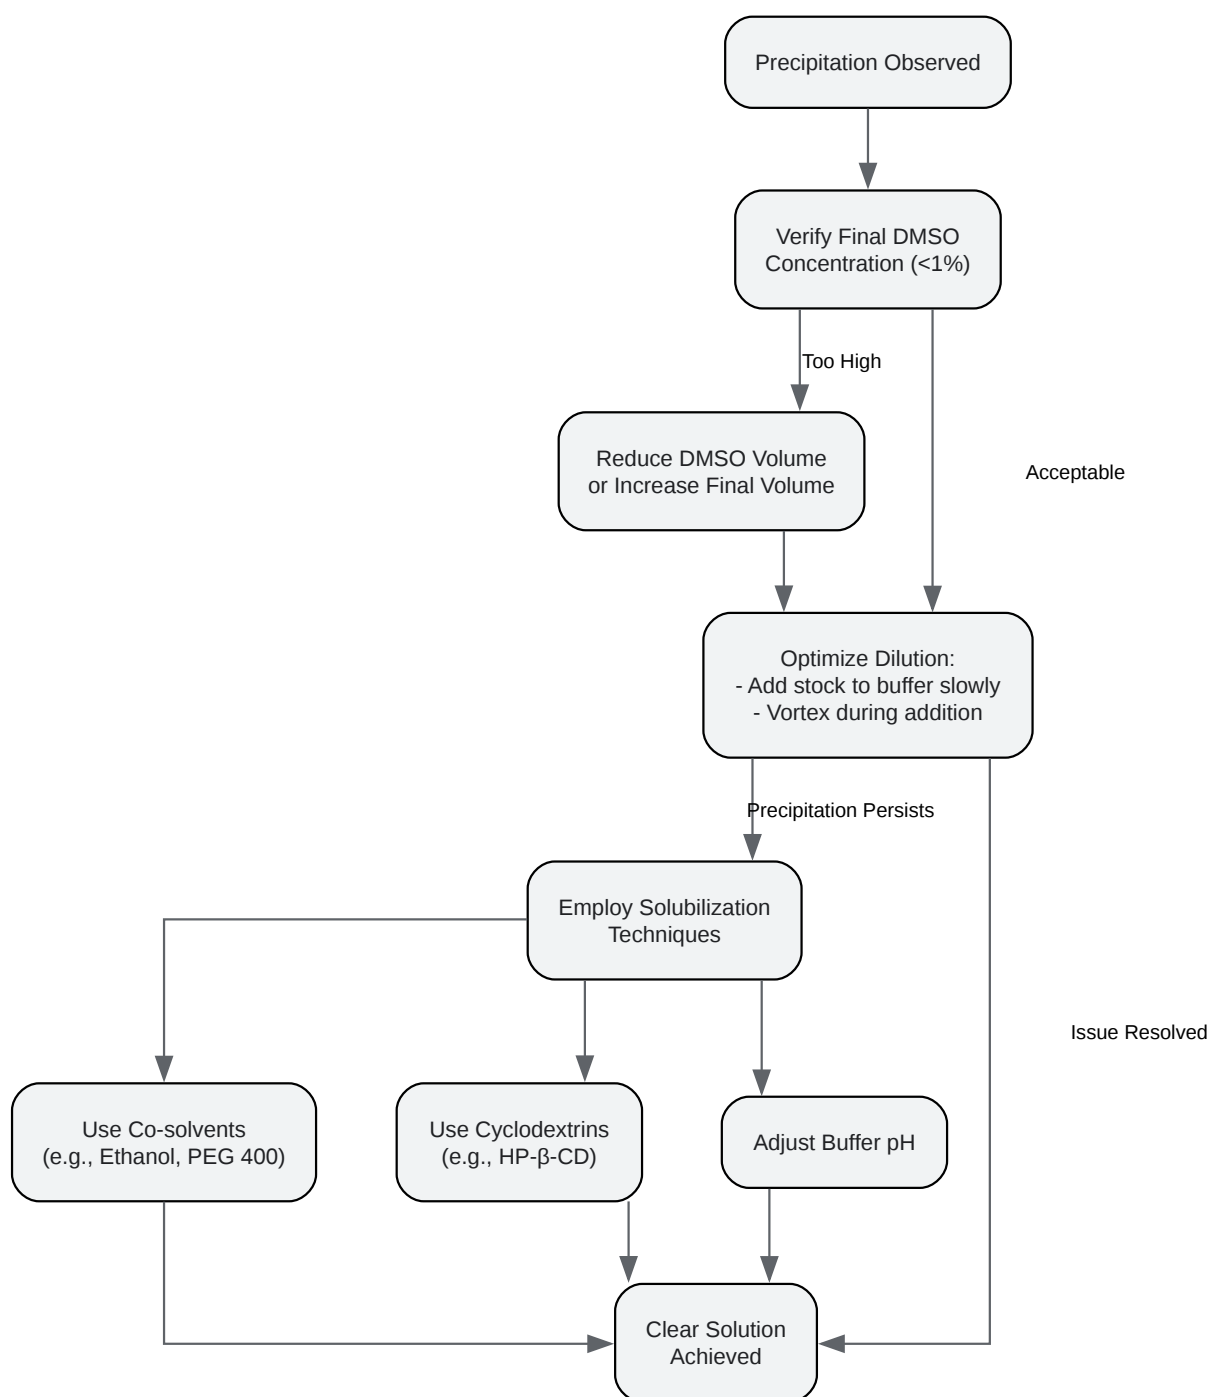 Precipitation Observed
Verify Final DMSO
Concentration (<1%)
Too High
Reduce DMSO Volume
or Increase Final Volume
Acceptable
Optimize Dilution:
- Add stock to buffer slowly
- Vortex during addition
Precipitation Persists
Employ Solubilization
Techniques
Issue Resolved
Use Co-solvents
(e.g., Ethanol, PEG 400)
Use Cyclodextrins
(e.g., HP-β-CD)
Adjust Buffer pH
Clear Solution
Achieved